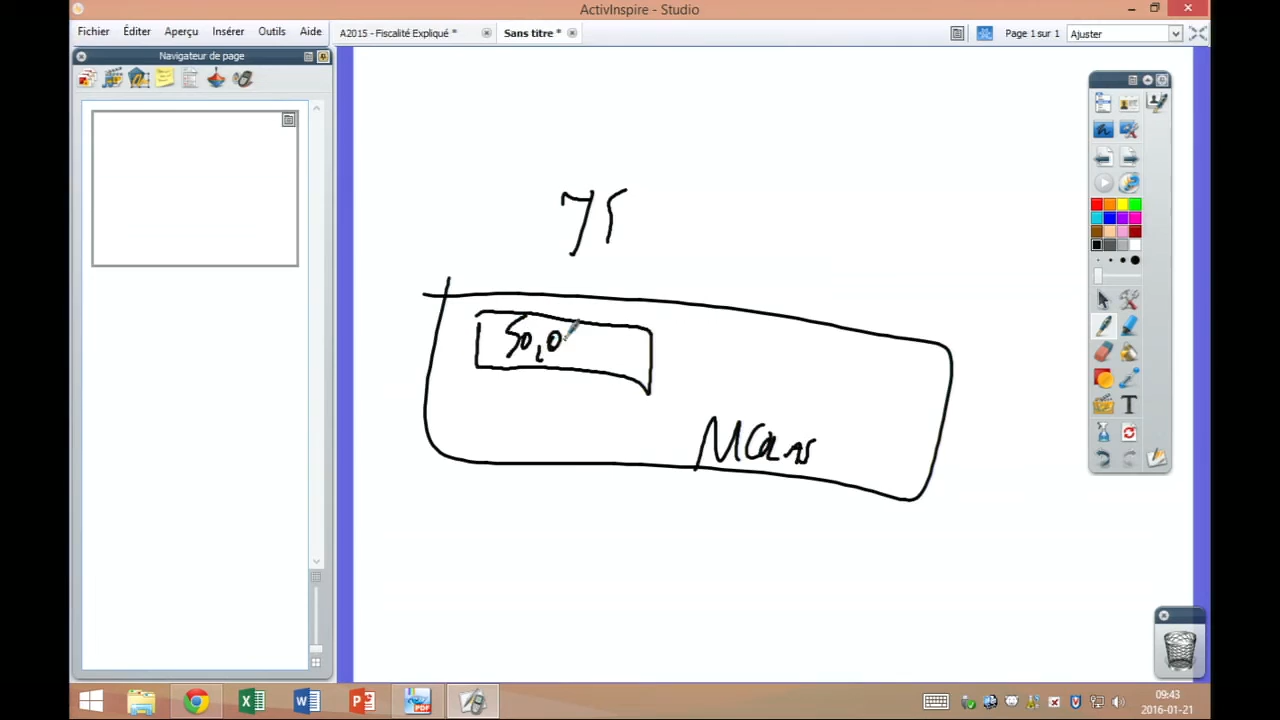 ActivInspire - Studio
Fichier Éditer Aperçu Insérer Outils Aide
A2015 - Fiscalité Expliqué *
Sans titre *
Page 1 sur 1
Ajuster
Navigateur de page
75
50,0
T
09:43
2016-01-21